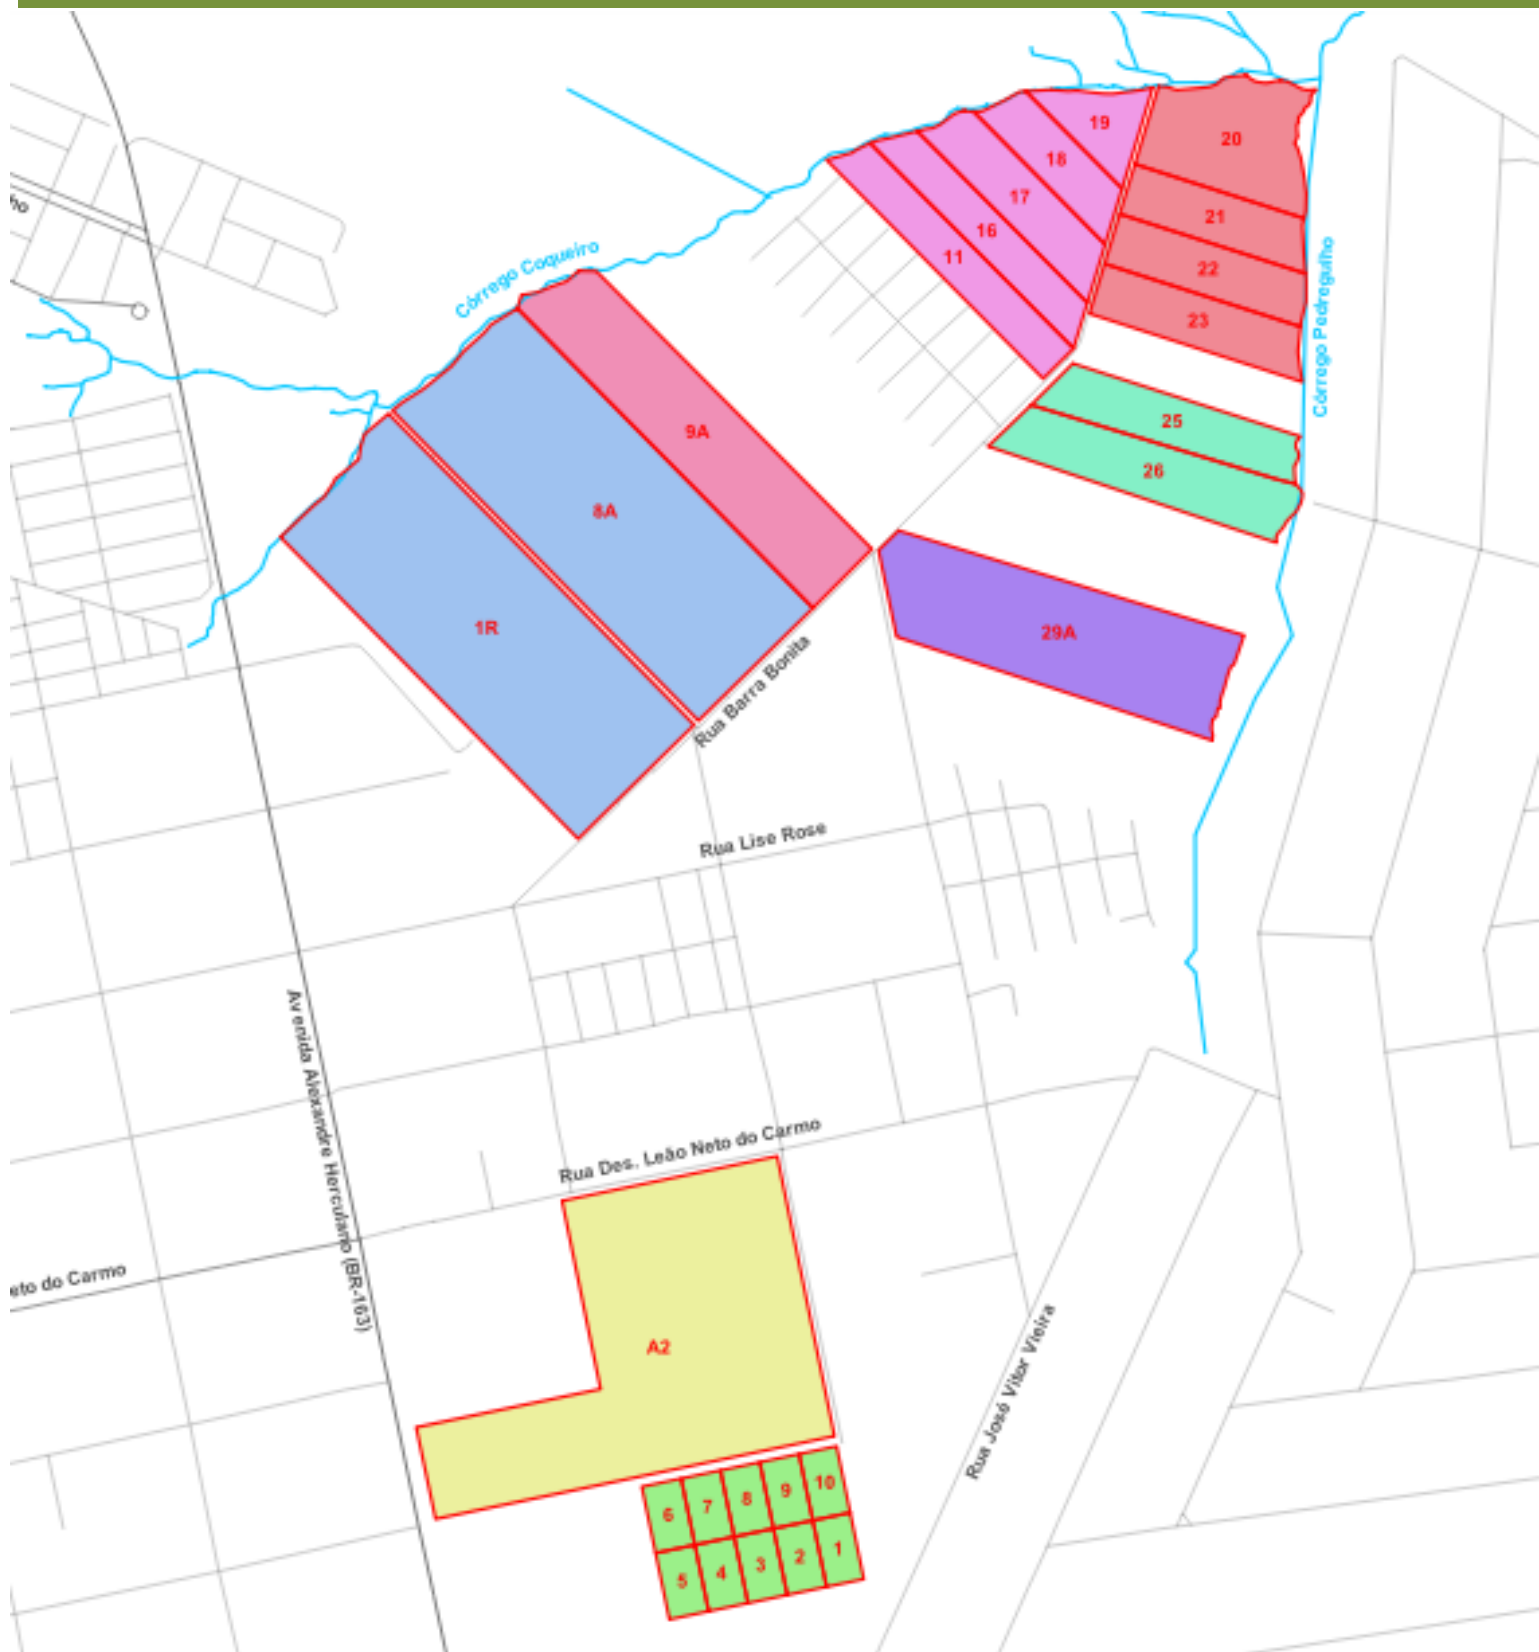 19
20
18
17
21
ho
16
Córrego Coqueiro
11
22
Córrego Pedregulho
23
25
9A
26
8A
1R
29A
Rua Barra Bonita
Rua Lise Rose
Avenida Alexandre Herculano (BR-163)
Rua Des. Leão Neto do Carmo
eto do Carmo
A2
Rua José Vitor Vieira
6
7
8
9
10
5
4
3
2
1